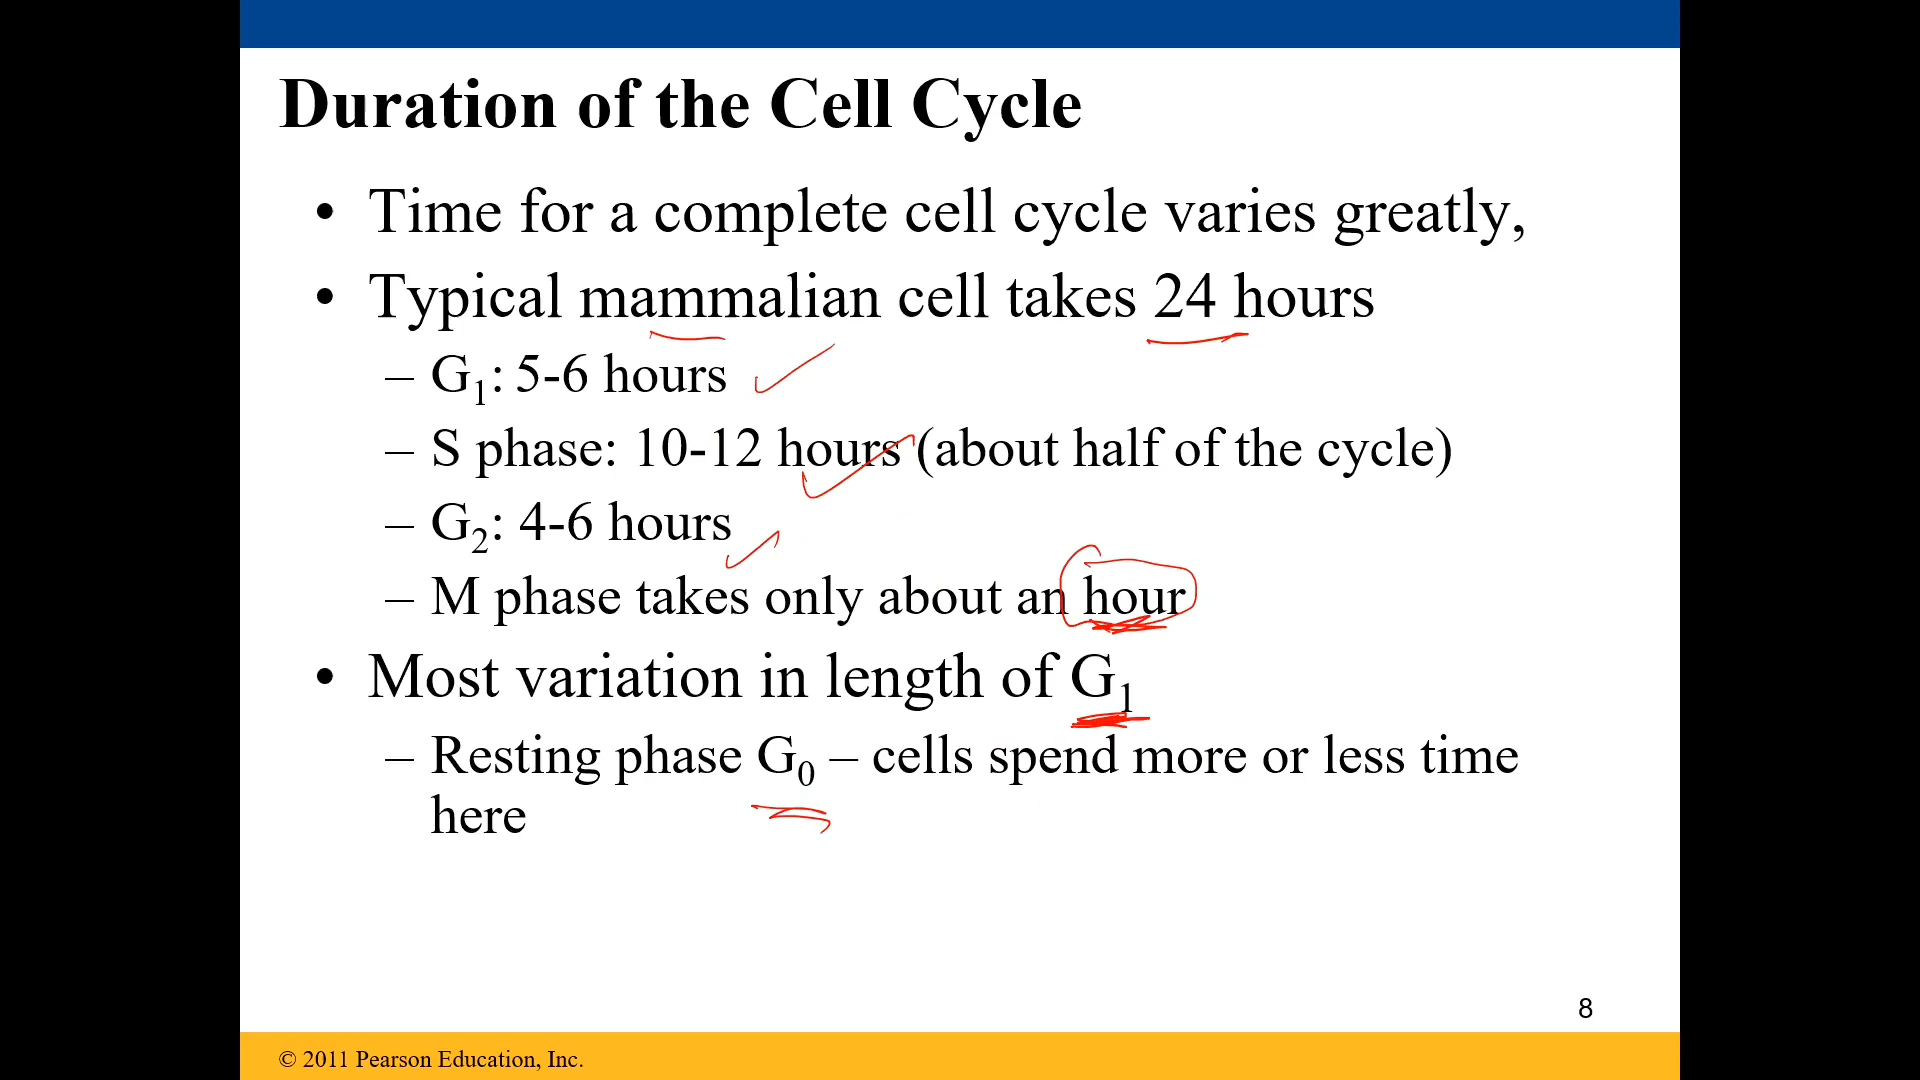 Duration of the Cell Cycle
• Time for a complete cell cycle varies greatly,
• Typical mammalian cell takes 24 hours
– G₁: 5-6 hours
– S phase: 10-12 hours (about half of the cycle)
– G₂: 4-6 hours
– M phase takes only about an hour
• Most variation in length of G₁
– Resting phase G₀ – cells spend more or less time
here
8
© 2011 Pearson Education, Inc.